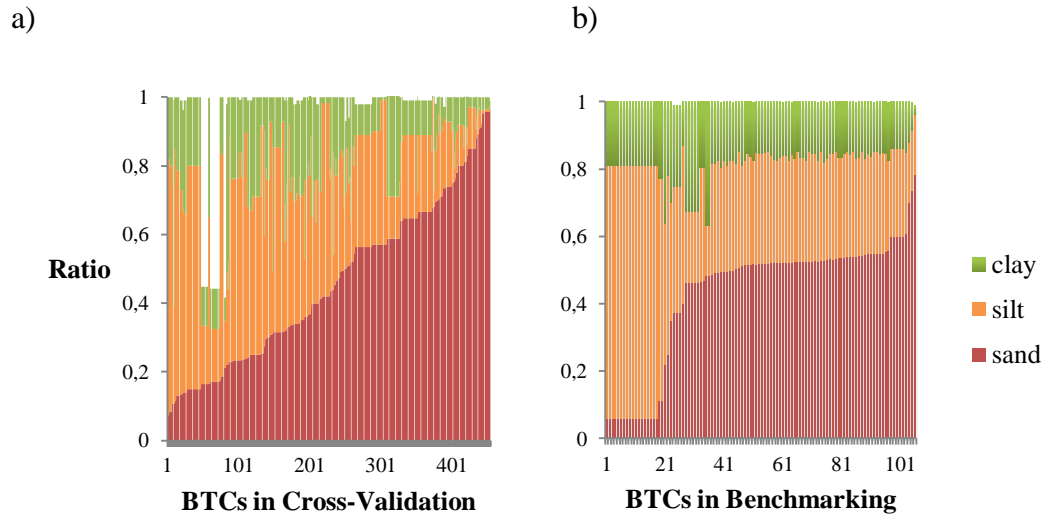 a)
b)
1
0,8
0,6
0,4
0,2
0
Ratio
1 101 201 301 401
BTCs in Cross-Validation
1
0,8
0,6
0,4
0,2
0
1 21 41 61 81 101
BTCs in Benchmarking
clay
silt
sand